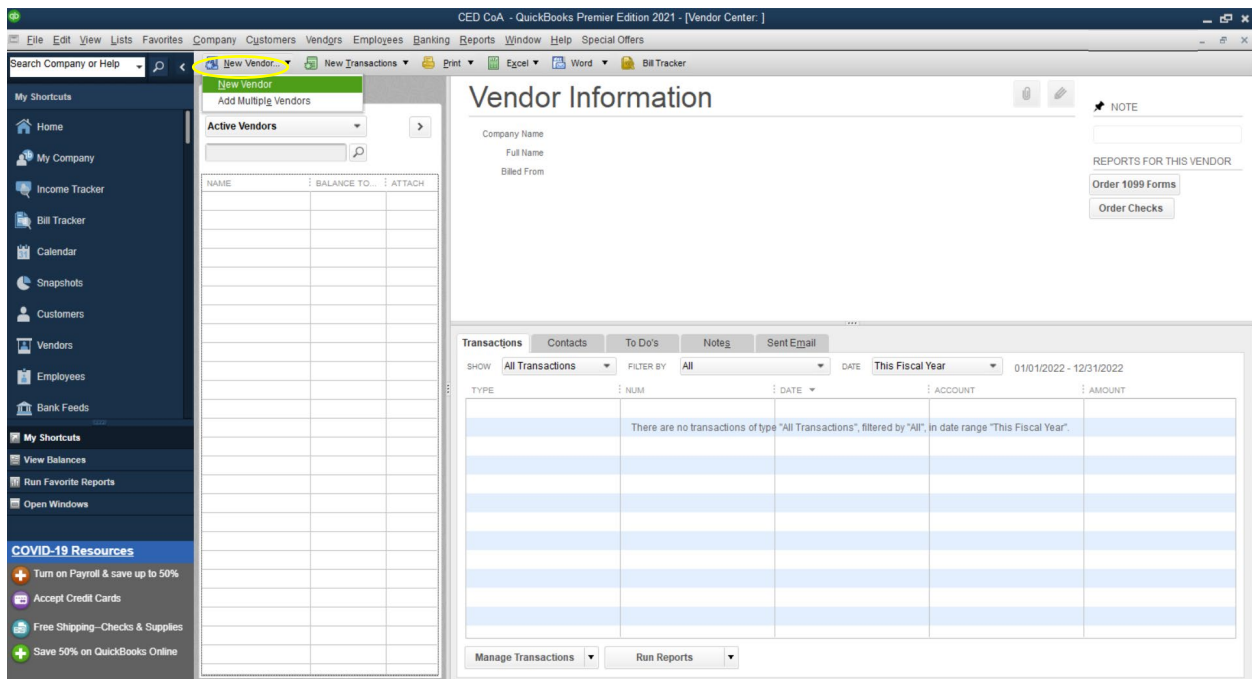 CED CoA - QuickBooks Premier Edition 2021 - [Vendor Center: ]
File Edit View Lists Favorites Company Customers Vendors Employees Banking Reports Window Help Special Offers
Search Company or Help
New Vendor... New Transactions Print Excel Word Bill Tracker
New Vendor
Add Multiple Vendors
My Shortcuts
Home
My Company
Income Tracker
Bill Tracker
Calendar
Snapshots
Customers
Vendors
Employees
Bank Feeds
My Shortcuts
View Balances
Run Favorite Reports
Open Windows
COVID-19 Resources
Turn on Payroll & save up to 50%
Accept Credit Cards
Free Shipping--Checks & Supplies
Save 50% on QuickBooks Online
Active Vendors
NAME BALANCE TO... ATTACH
Vendor Information
Company Name
Full Name
Billed From
NOTE
REPORTS FOR THIS VENDOR
Order 1099 Forms
Order Checks
Transactions Contacts To Do's Notes Sent Email
SHOW All Transactions FILTER BY All DATE This Fiscal Year 01/01/2022 - 12/31/2022
TYPE NUM DATE ACCOUNT AMOUNT
There are no transactions of type "All Transactions", filtered by "All", in date range "This Fiscal Year".
Manage Transactions Run Reports